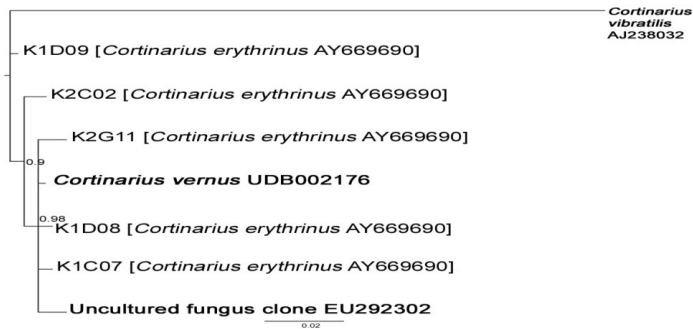 Cortinarius
vibratilis
AJ238032
K1D09 [Cortinarius erythrinus AY669690]
K2C02 [Cortinarius erythrinus AY669690]
K2G11 [Cortinarius erythrinus AY669690]
0.9
Cortinarius vernus UDB002176
0.98
K1D08 [Cortinarius erythrinus AY669690]
K1C07 [Cortinarius erythrinus AY669690]
Uncultured fungus clone EU292302
0.02